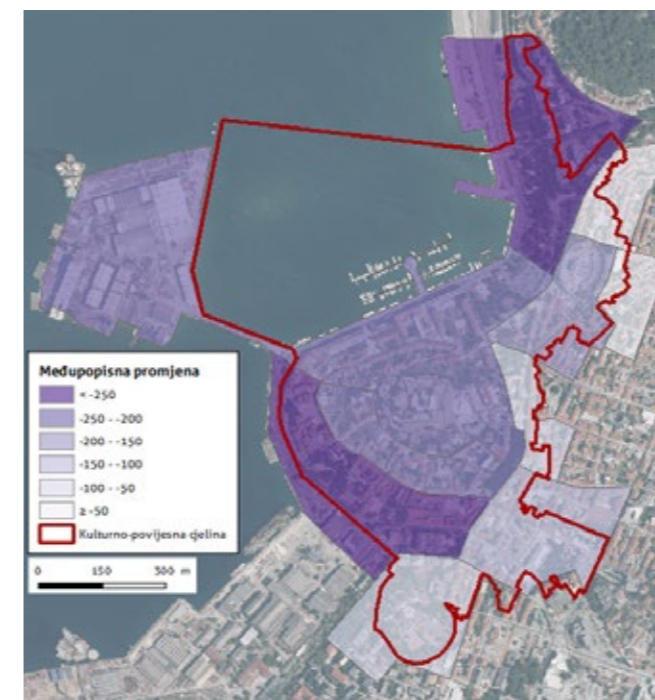 Međupopisna promjena
< -250
-250 - -200
-200 - -150
-150 - -100
-100 - -50
≥ -50
Kulturno-povijesna cjelina
0 150 300 m